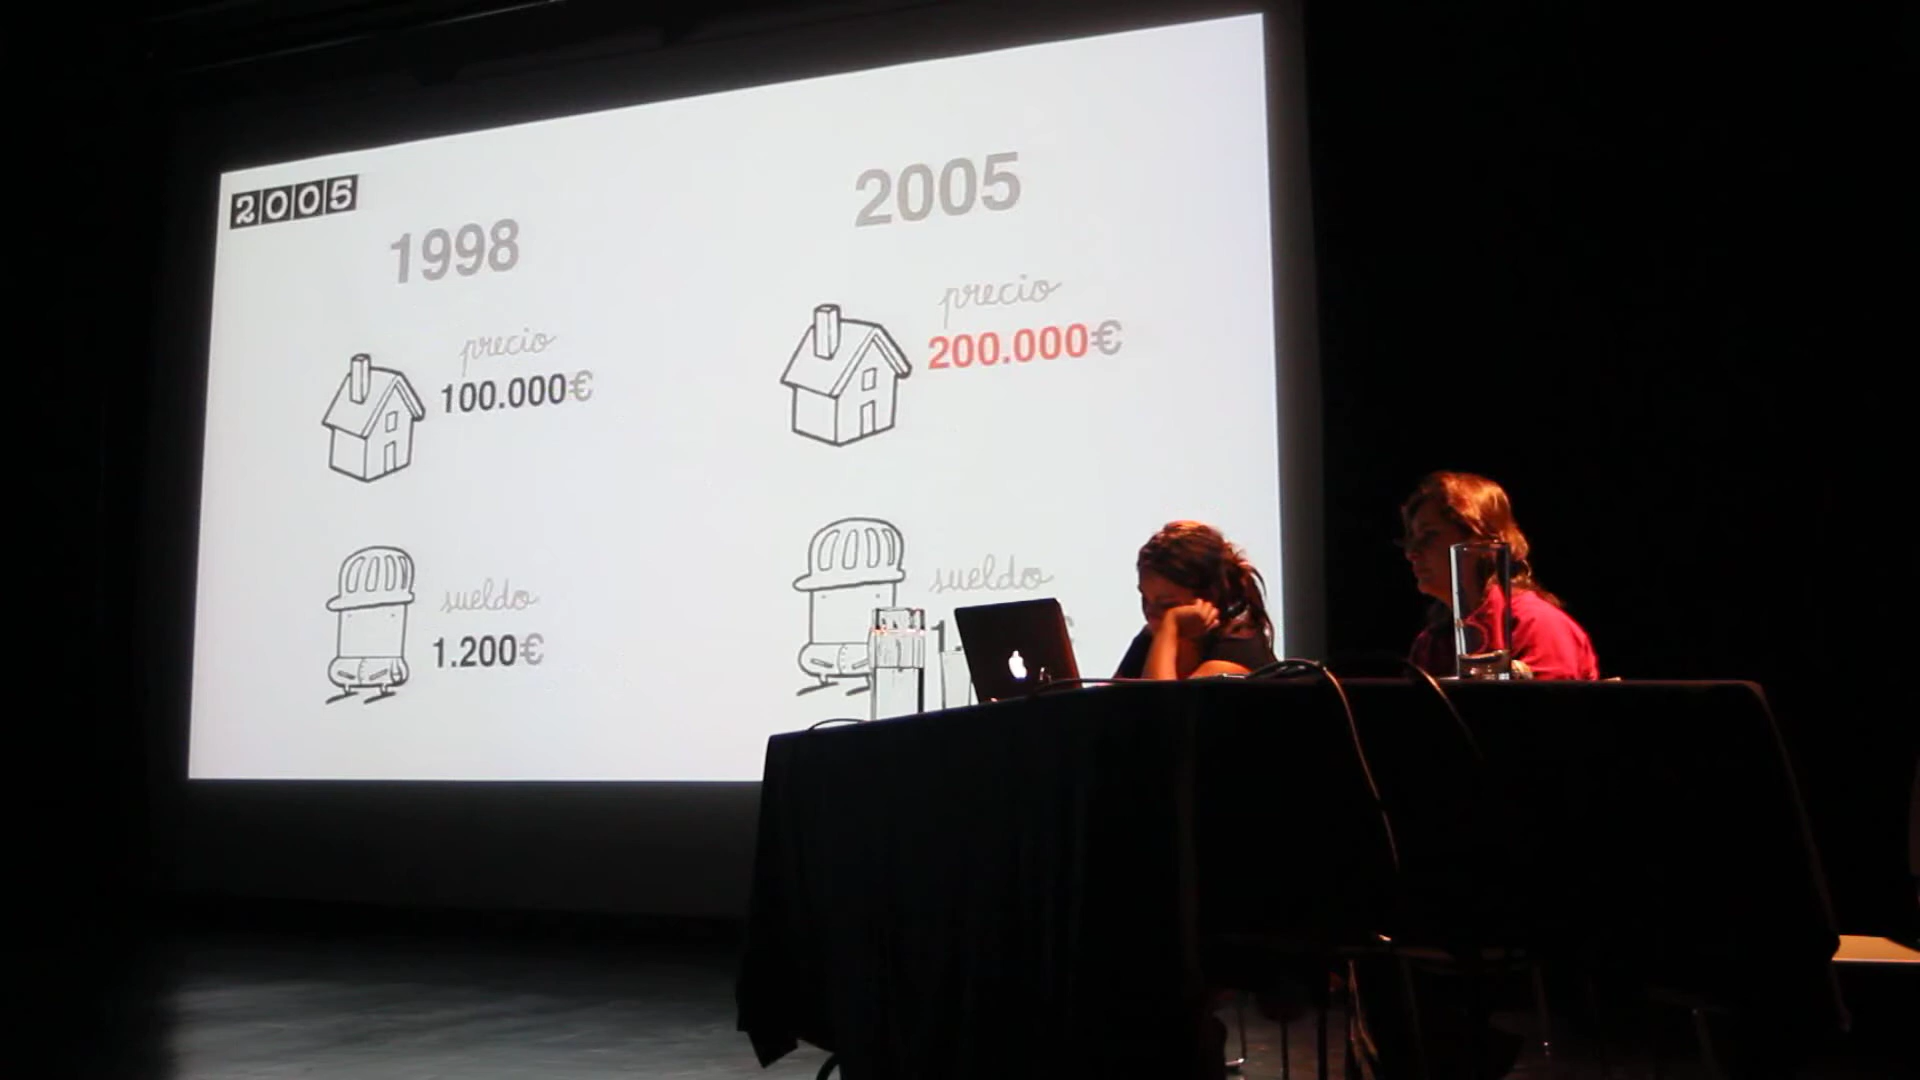 2005
1998
precio
100.000€
sueldo
1.200€
2005
precio
200.000€
sueldo